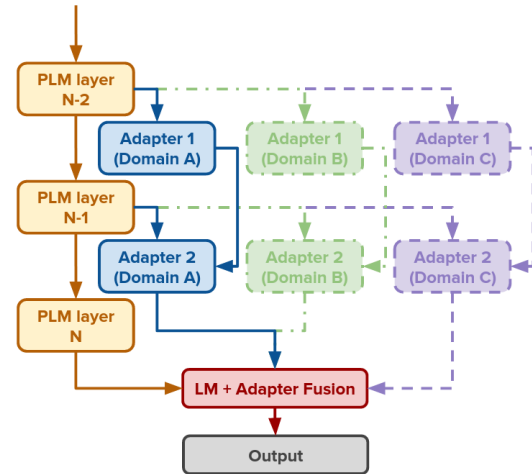 PLM layer
N-2
Adapter 1
(Domain A)
Adapter 1
(Domain B)
Adapter 1
(Domain C)
PLM layer
N-1
Adapter 2
(Domain A)
Adapter 2
(Domain B)
Adapter 2
(Domain C)
PLM layer
N
LM + Adapter Fusion
Output